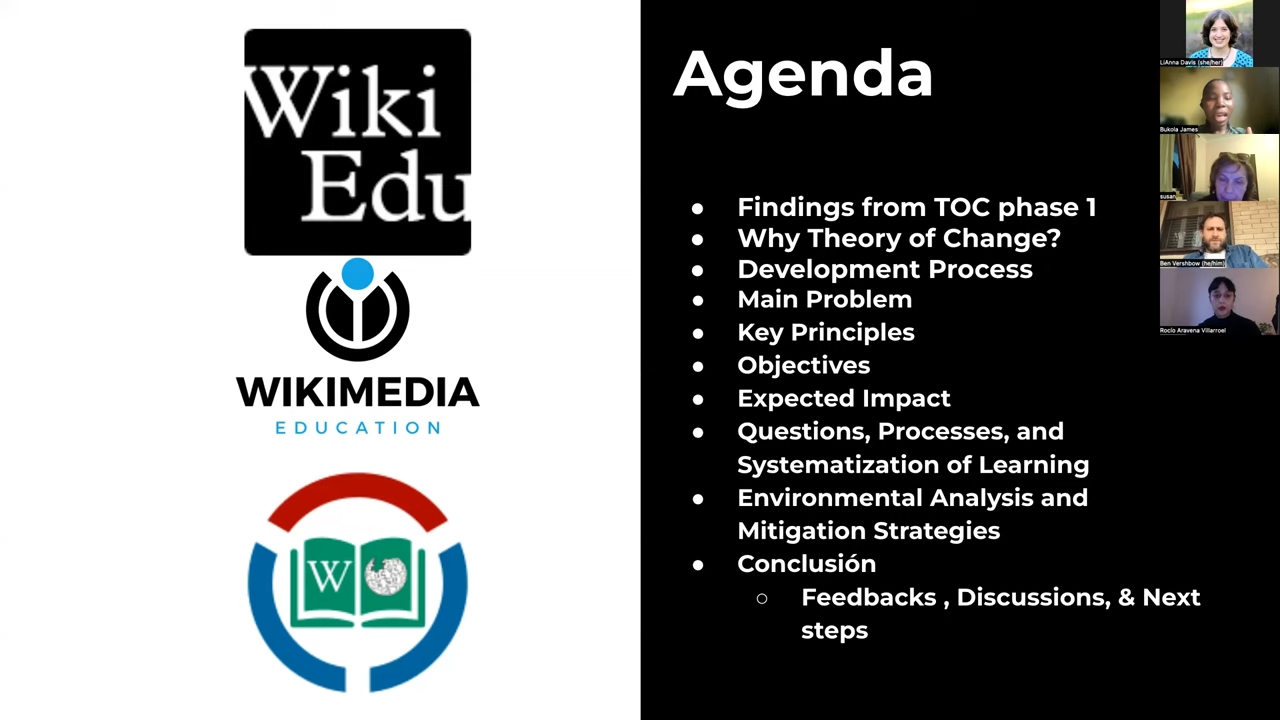 Wiki
Edu
WIKIMEDIA
EDUCATION
W
Agenda
● Findings from TOC phase 1
● Why Theory of Change?
● Development Process
● Main Problem
● Key Principles
● Objectives
● Expected Impact
● Questions, Processes, and
Systematization of Learning
● Environmental Analysis and
Mitigation Strategies
● Conclusión
○ Feedbacks , Discussions, & Next
steps
LiAnna Davis (she/her)
Bukola James
susan
Ben Vershbow (he/him)
Rocío Aravena Villarroel